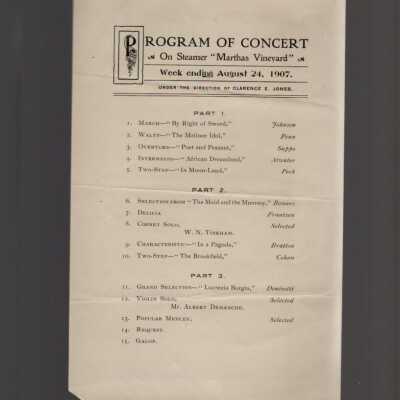 PROGRAM OF CONCERT
On Steamer "Marthas Vineyard"
Week ending August 24, 1907.
UNDER THE DIRECTION OF CLARENCE E. JONES.
PART 1.
1. MARCH—"By Right of Sword," Johnson
2. WALTZ—"The Matinee Idol," Penn
3. OVERTURE—"Poet and Peasant, Suppe
4. INTERMEZZO—"African Dreamland," Atwater
5. TWO-STEP—"In Moon-Land," Peck
PART 2.
6. SELECTION FROM "The Maid and the Mummy," Bowers
7. DELICIA Frantzen
8. CORNET SOLO, Selected
W. N. TINKHAM.
9. CHARACTERISTIC—"In a Pagoda," Bratton
10. TWO-STEP—"The Brookfield," Cohen
PART 3.
11. GRAND SELECTION—"Lucrezia Borgia," Donizetti
12. VIOLIN SOLO, Selected
MR. ALBERT
13. POPULAR MEDLEY, Selected
14. REQUEST.
15. GALOP.